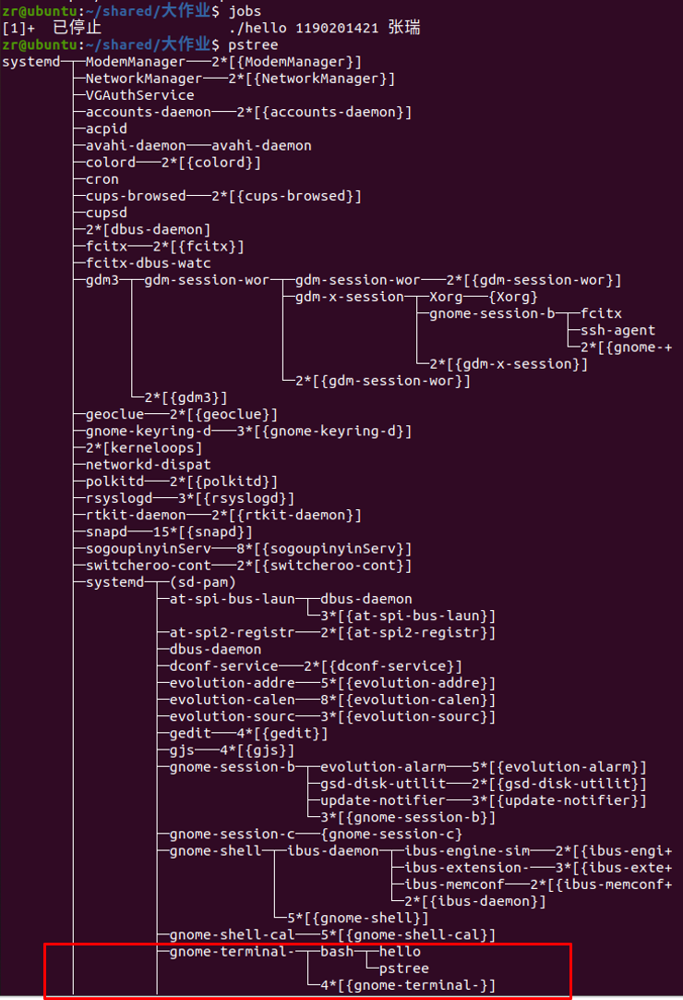 zr@ubuntu:~/shared/大作业$ jobs
[1]+  已停止               ./hello 1190201421 张瑞
zr@ubuntu:~/shared/大作业$ pstree
systemd─┬─ModemManager───2*[{ModemManager}]
        ├─NetworkManager───2*[{NetworkManager}]
        ├─VGAuthService
        ├─accounts-daemon───2*[{accounts-daemon}]
        ├─acpid
        ├─avahi-daemon───avahi-daemon
        ├─colord───2*[{colord}]
        ├─cron
        ├─cups-browsed───2*[{cups-browsed}]
        ├─cupsd
        ├─2*[dbus-daemon]
        ├─fcitx───2*[{fcitx}]
        ├─fcitx-dbus-watc
        ├─gdm3─┬─gdm-session-wor─┬─gdm-session-wor───2*[{gdm-session-wor}]
        │      │                 ├─gdm-x-session─┬─Xorg───{Xorg}
        │      │                 │               ├─gnome-session-b─┬─fcitx
        │      │                 │               │                 ├─ssh-agent
        │      │                 │               │                 └─2*[{gnome-+
        │      │                 │               └─2*[{gdm-x-session}]
        │      │                 └─2*[{gdm-session-wor}]
        │      └─2*[{gdm3}]
        ├─geoclue───2*[{geoclue}]
        ├─gnome-keyring-d───3*[{gnome-keyring-d}]
        ├─2*[kerneloops]
        ├─networkd-dispat
        ├─polkitd───2*[{polkitd}]
        ├─rsyslogd───3*[{rsyslogd}]
        ├─rtkit-daemon───2*[{rtkit-daemon}]
        ├─snapd───15*[{snapd}]
        ├─sogoupinyinServ───8*[{sogoupinyinServ}]
        ├─switcheroo-cont───2*[{switcheroo-cont}]
        ├─systemd─┬─(sd-pam)
        │         ├─at-spi-bus-laun─┬─dbus-daemon
        │         │                 └─3*[{at-spi-bus-laun}]
        │         ├─at-spi2-registr───2*[{at-spi2-registr}]
        │         ├─dbus-daemon
        │         ├─dconf-service───2*[{dconf-service}]
        │         ├─evolution-addre───5*[{evolution-addre}]
        │         ├─evolution-calen───8*[{evolution-calen}]
        │         ├─evolution-sourc───3*[{evolution-sourc}]
        │         ├─gedit───4*[{gedit}]
        │         ├─gjs───4*[{gjs}]
        │         ├─gnome-session-b─┬─evolution-alarm───5*[{evolution-alarm}]
        │         │                 ├─gsd-disk-utilit───2*[{gsd-disk-utilit}]
        │         │                 ├─update-notifier───3*[{update-notifier}]
        │         │                 └─3*[{gnome-session-b}]
        │         ├─gnome-session-c───{gnome-session-c}
        │         ├─gnome-shell─┬─ibus-daemon─┬─ibus-engine-sim───2*[{ibus-engi+
        │         │             │             ├─ibus-extension-───3*[{ibus-exte+
        │         │             │             ├─ibus-memconf───2*[{ibus-memconf+
        │         │             │             └─2*[{ibus-daemon}]
        │         │             └─5*[{gnome-shell}]
        │         ├─gnome-shell-cal───5*[{gnome-shell-cal}]
        │         ├─gnome-terminal-─┬─bash─┬─hello
        │         │                 │      └─pstree
        │         │                 └─4*[{gnome-terminal-}]